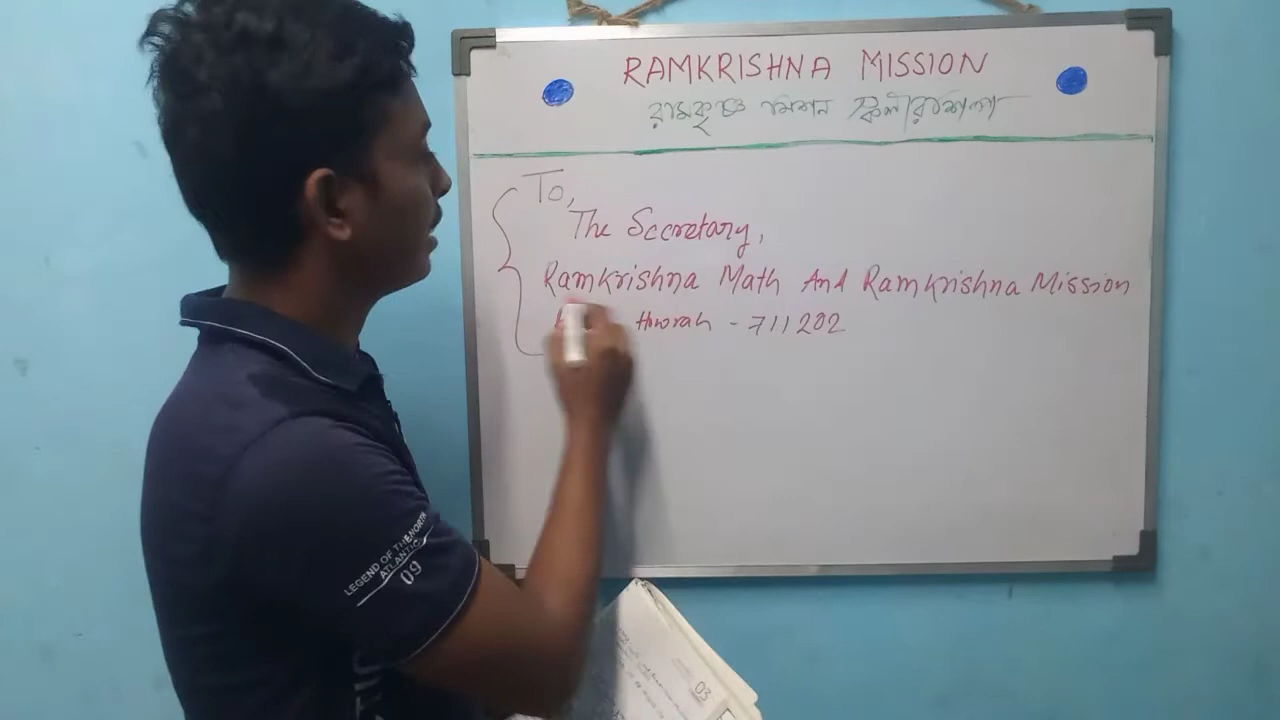 RAMKRISHNA MISSION
রামকৃষ্ণ মিশন স্কলারশিপ
To,
The Secretary,
Ramkrishna Math And Ramkrishna Mission
Howrah - 711202
LEGEND OF THE NORTH
ATLANTIC
09
03